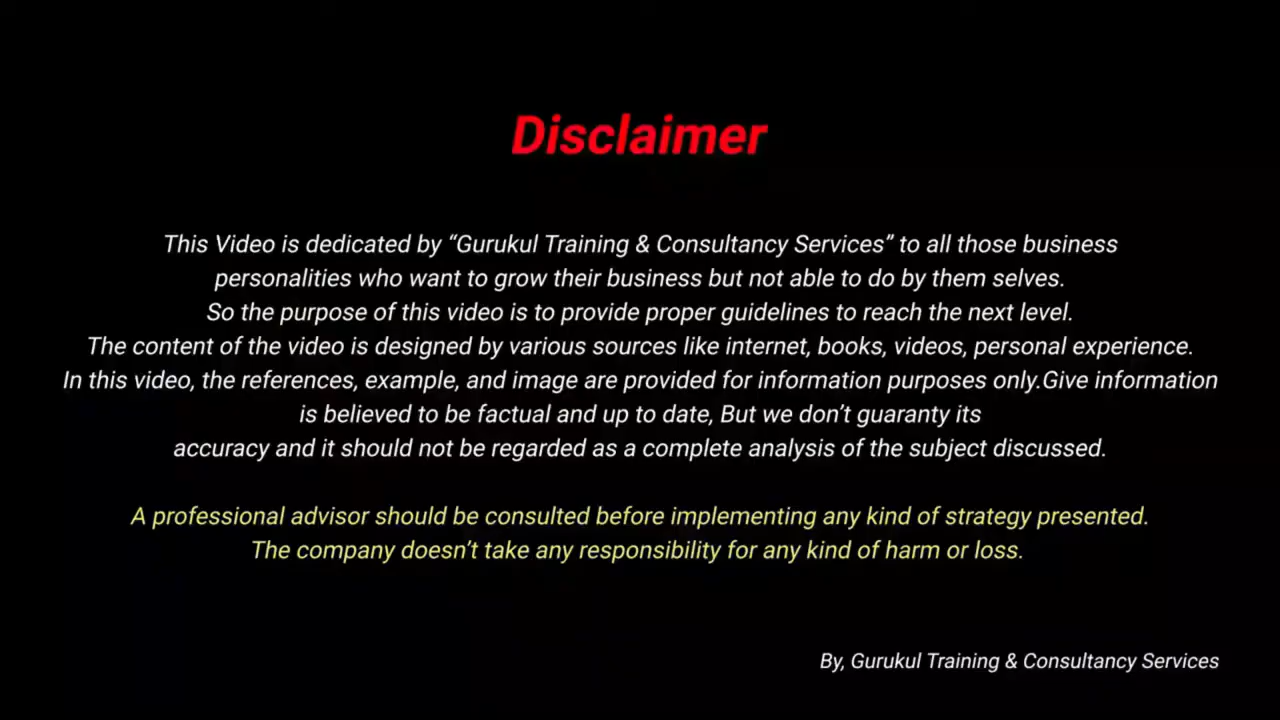 Disclaimer
This Video is dedicated by “Gurukul Training & Consultancy Services” to all those business
personalities who want to grow their business but not able to do by them selves.
So the purpose of this video is to provide proper guidelines to reach the next level.
The content of the video is designed by various sources like internet, books, videos, personal experience.
In this video, the references, example, and image are provided for information purposes only.Give information
is believed to be factual and up to date, But we don’t guaranty its
accuracy and it should not be regarded as a complete analysis of the subject discussed.
A professional advisor should be consulted before implementing any kind of strategy presented.
The company doesn’t take any responsibility for any kind of harm or loss.
By, Gurukul Training & Consultancy Services